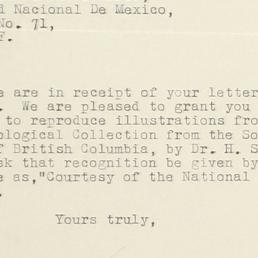 d Nacional De Mexico,
No. 71,
F.
e are in receipt of your letter
. We are pleased to grant you
to reproduce illustrations fro
ological Collection from the So
f British Columbia, by Dr. H. S
sk that recognition be given by
e as,"Courtesy of the National
.
Yours truly,